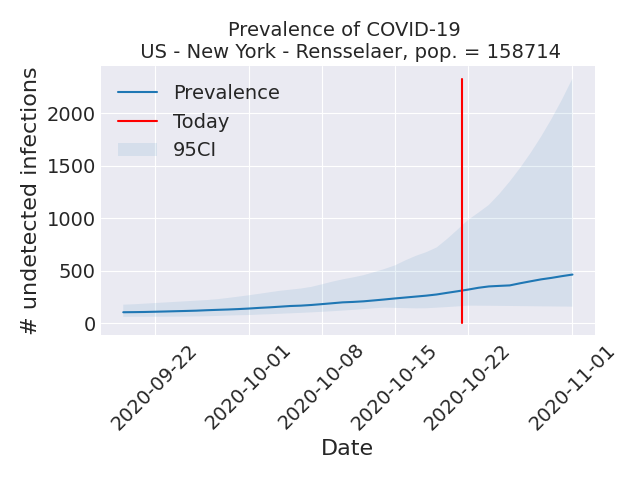 Prevalence of COVID-19
US - New York - Rensselaer, pop. = 158714
# undetected infections
2000
1500
1000
500
0
Prevalence
Today
95CI
2020-09-22
2020-10-01
2020-10-08
2020-10-15
2020-10-22
2020-11-01
Date